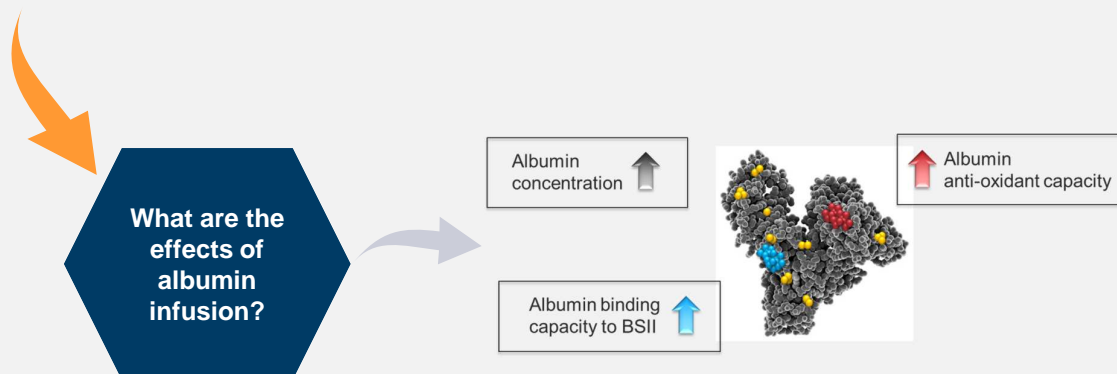 What are the
effects of
albumin
infusion?
Albumin
concentration
Albumin
anti-oxidant capacity
Albumin binding
capacity to BSII